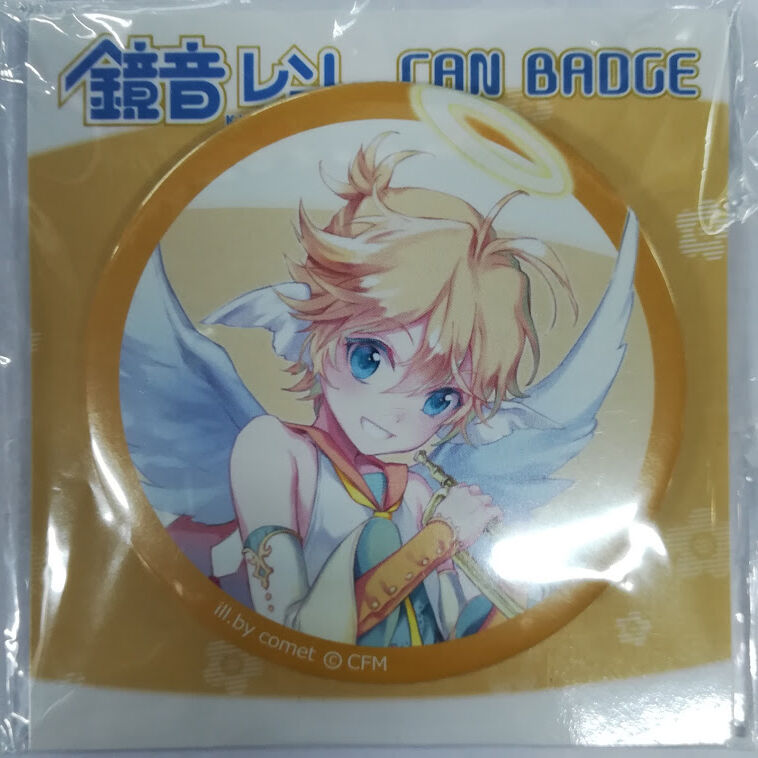 鏡音レン CAN BADGE
ill.by comet © CFM